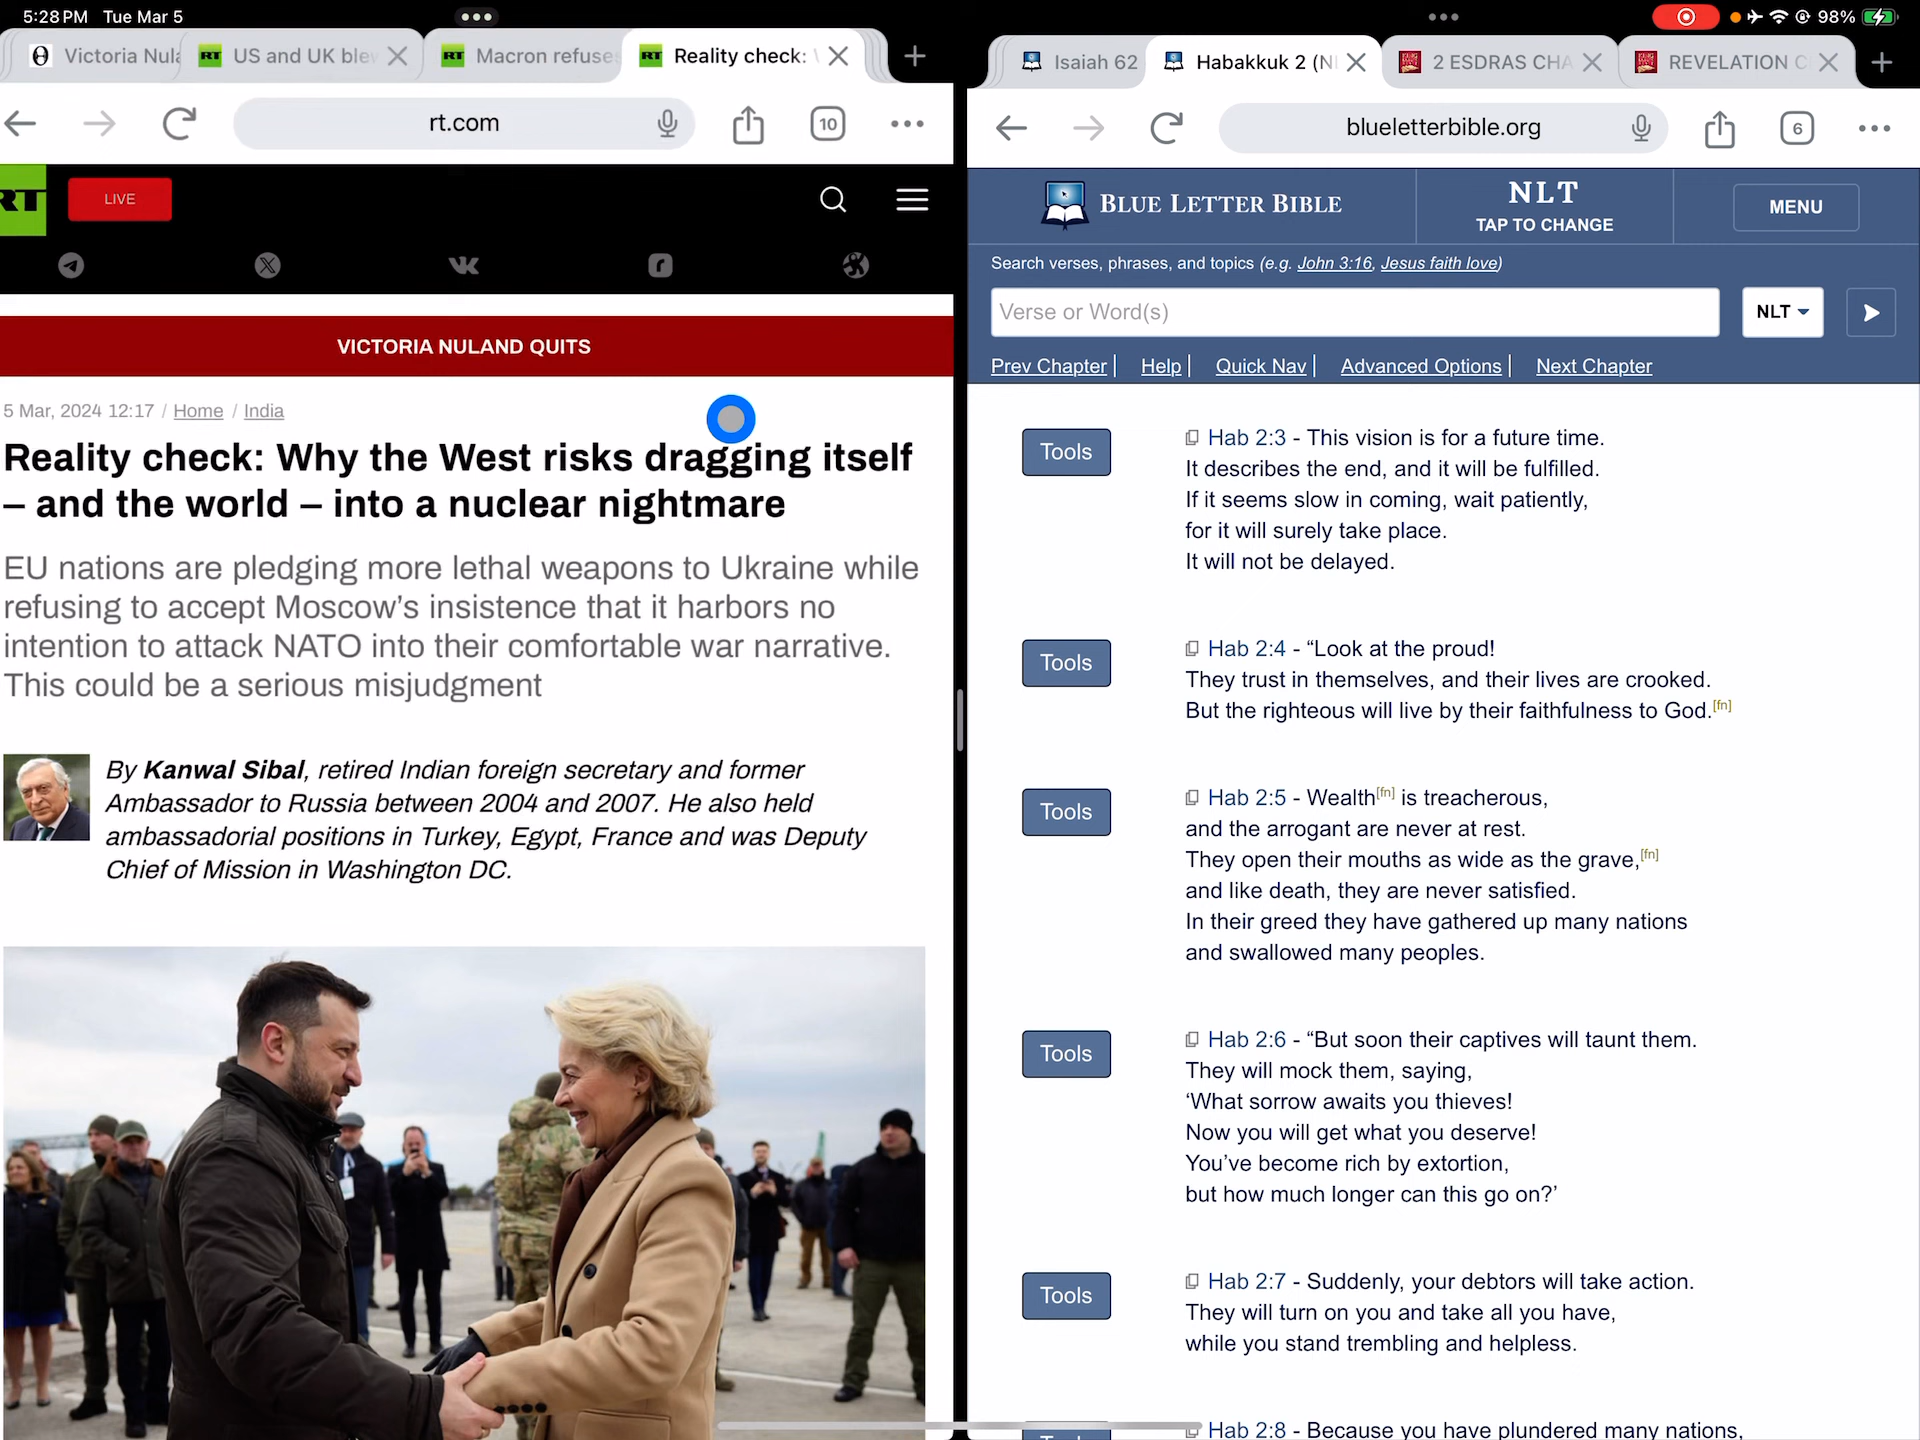 5:28 PM Tue Mar 5
98%
Victoria Nula
RT US and UK blew
RT Macron refuse
RT Reality check:
rt.com
10
RT
LIVE
VICTORIA NULAND QUITS
5 Mar, 2024 12:17 / Home / India
Reality check: Why the West risks dragging itself
– and the world – into a nuclear nightmare
EU nations are pledging more lethal weapons to Ukraine while
refusing to accept Moscow’s insistence that it harbors no
intention to attack NATO into their comfortable war narrative.
This could be a serious misjudgment
By Kanwal Sibal, retired Indian foreign secretary and former
Ambassador to Russia between 2004 and 2007. He also held
ambassadorial positions in Turkey, Egypt, France and was Deputy
Chief of Mission in Washington DC.
Isaiah 62
Habakkuk 2 (N
2 ESDRAS CHA
REVELATION C
blueletterbible.org
6
BLUE LETTER BIBLE
NLT
TAP TO CHANGE
MENU
Search verses, phrases, and topics (e.g. John 3:16, Jesus faith love)
Verse or Word(s)
NLT
Prev Chapter | Help | Quick Nav | Advanced Options | Next Chapter
Tools
Hab 2:3 - This vision is for a future time.
It describes the end, and it will be fulfilled.
If it seems slow in coming, wait patiently,
for it will surely take place.
It will not be delayed.
Tools
Hab 2:4 - “Look at the proud!
They trust in themselves, and their lives are crooked.
But the righteous will live by their faithfulness to God.[fn]
Tools
Hab 2:5 - Wealth[fn] is treacherous,
and the arrogant are never at rest.
They open their mouths as wide as the grave,[fn]
and like death, they are never satisfied.
In their greed they have gathered up many nations
and swallowed many peoples.
Tools
Hab 2:6 - “But soon their captives will taunt them.
They will mock them, saying,
‘What sorrow awaits you thieves!
Now you will get what you deserve!
You’ve become rich by extortion,
but how much longer can this go on?’
Tools
Hab 2:7 - Suddenly, your debtors will take action.
They will turn on you and take all you have,
while you stand trembling and helpless.
Hab 2:8 - Because you have plundered many nations,